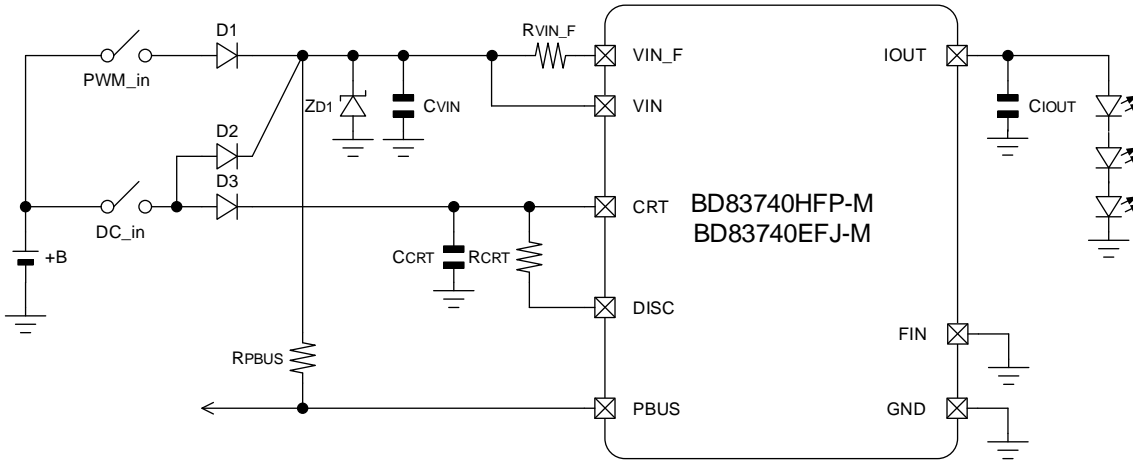 D1
RVIN_F
PWM_in
VIN_F
IOUT
ZD1
CVIN
VIN
CIOUT
D2
D3
DC_in
CRT
BD83740HFP-M
BD83740EFJ-M
+B
CCRT
RCRT
DISC
RPBUS
FIN
PBUS
GND